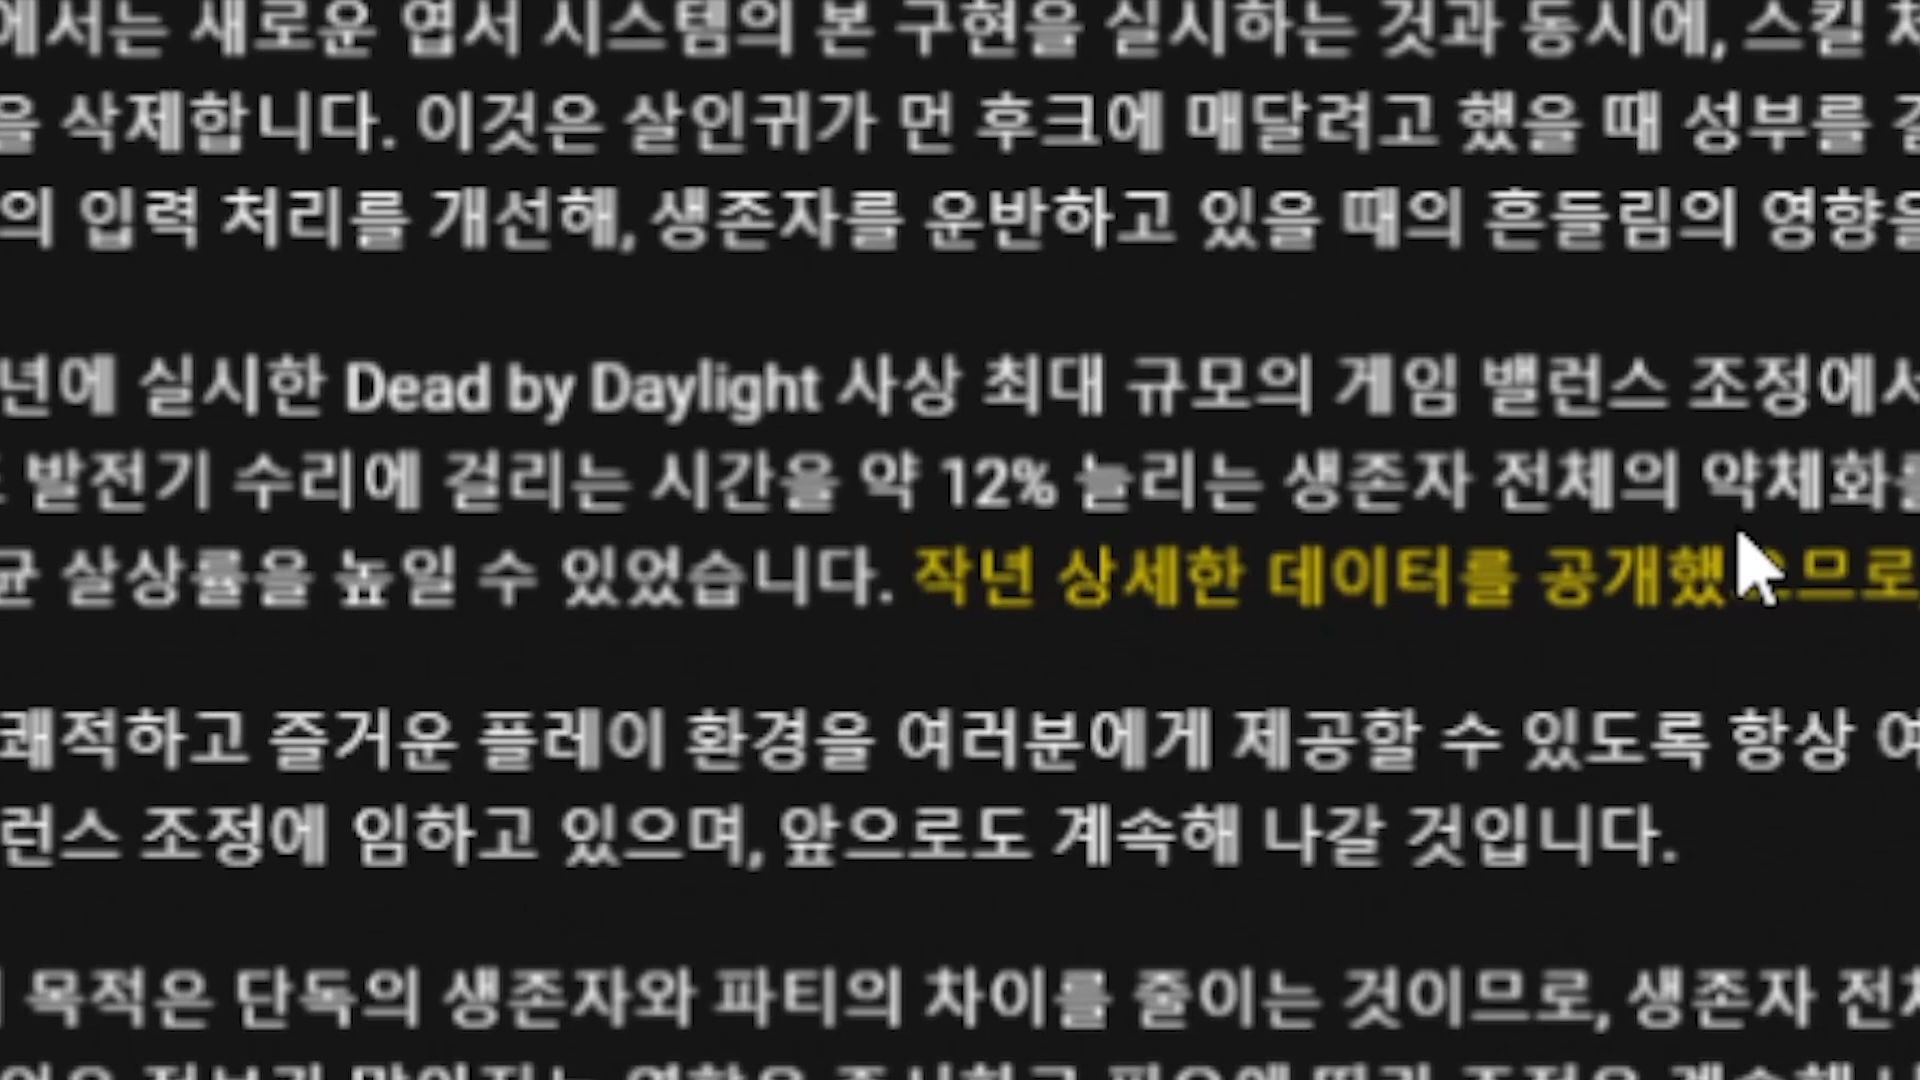 에서는 새로운 엽서 시스템의 본 구현을 실시하는 것과 동시에, 스킬
을 삭제합니다. 이것은 살인귀가 먼 후크에 매달려고 했을 때 성부를
의 입력 처리를 개선해, 생존자를 운반하고 있을 때의 흔들림의 영향을
년에 실시한 Dead by Daylight 사상 최대 규모의 게임 밸런스 조정에서
발전기 수리에 걸리는 시간을 약 12% 늘리는 생존자 전체의 약체화를
균 살상률을 높일 수 있었습니다. 작년 상세한 데이터를 공개했으므로
쾌적하고 즐거운 플레이 환경을 여러분에게 제공할 수 있도록 항상
런스 조정에 임하고 있으며, 앞으로도 계속해 나갈 것입니다.
목적은 단독의 생존자와 파티의 차이를 줄이는 것이므로, 생존자